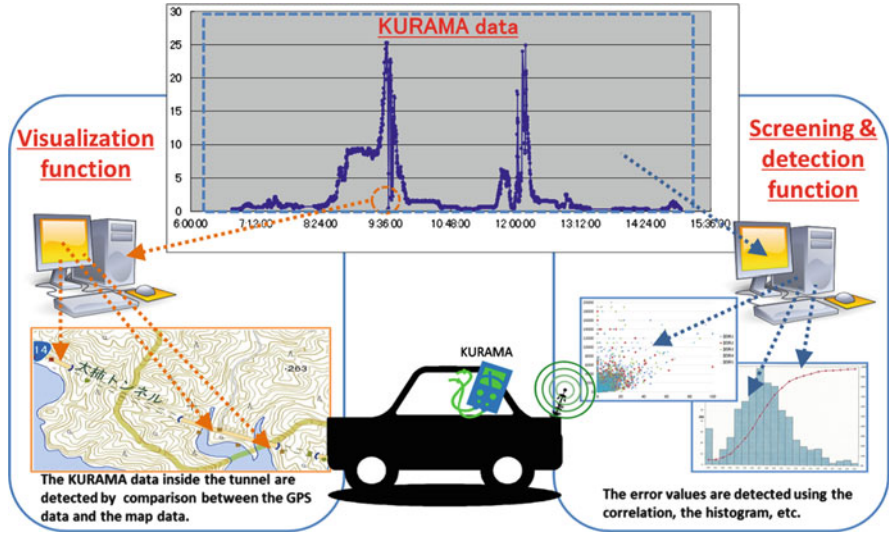 KURAMA data
30
25
20
15
10
5
0
6:00:00 7:13:00 8:24:00 9:36:00 10:48:00 12:00:00 13:12:00 14:24:00 15:36:00
Visualization
function
Screening &
detection
function
14
大柿トンネル
263
KURAMA
The KURAMA data inside the tunnel are
detected by comparison between the GPS
data and the map data.
The error values are detected using the
correlation, the histogram, etc.